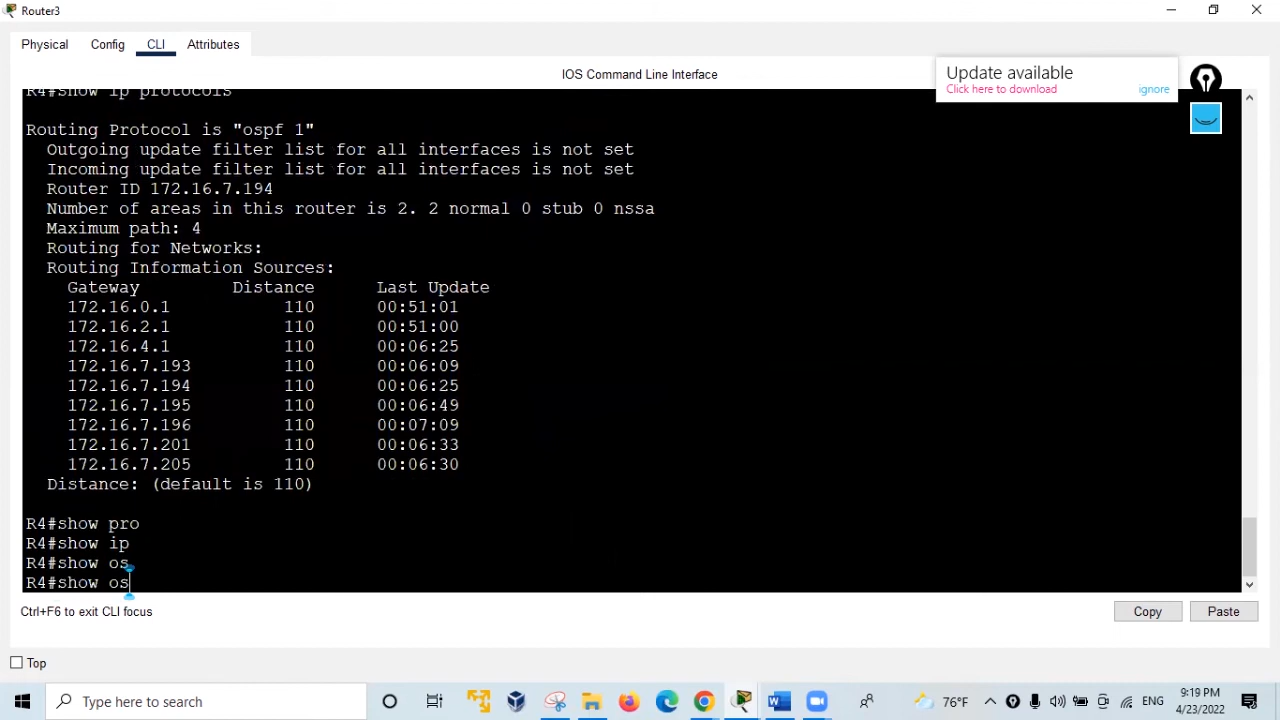 Router3
Physical Config CLI Attributes
IOS Command Line Interface
Update available
Click here to download ignore
R4#show ip protocols
Routing Protocol is "ospf 1"
Outgoing update filter list for all interfaces is not set
Incoming update filter list for all interfaces is not set
Router ID 172.16.7.194
Number of areas in this router is 2. 2 normal 0 stub 0 nssa
Maximum path: 4
Routing for Networks:
Routing Information Sources:
Gateway Distance Last Update
172.16.0.1 110 00:51:01
172.16.2.1 110 00:51:00
172.16.4.1 110 00:06:25
172.16.7.193 110 00:06:09
172.16.7.194 110 00:06:25
172.16.7.195 110 00:06:49
172.16.7.196 110 00:07:09
172.16.7.201 110 00:06:33
172.16.7.205 110 00:06:30
Distance: (default is 110)
R4#show pro
R4#show ip
R4#show os
R4#show os
Ctrl+F6 to exit CLI focus
Copy Paste
Top
Type here to search
76°F ENG
9:19 PM
4/23/2022